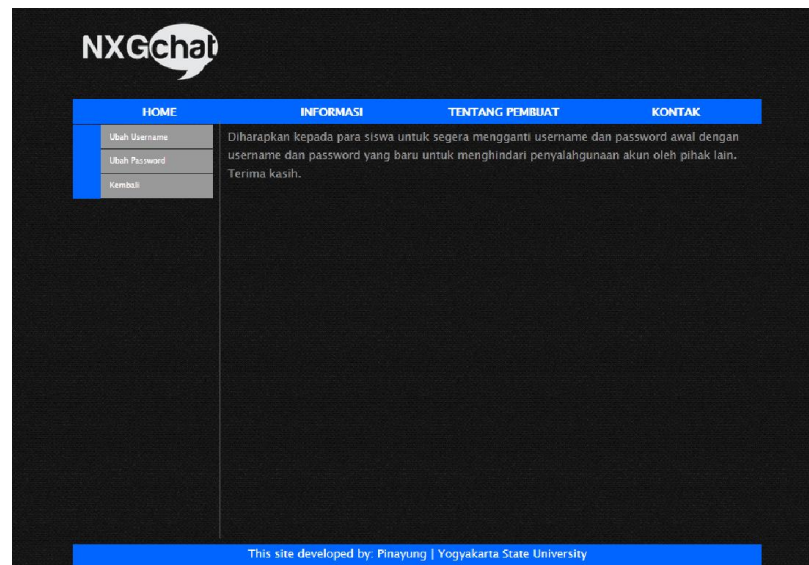 NXGchat
HOME INFORMASI TENTANG PEMBUAT KONTAK
Ubah Username
Ubah Password
Kembali
Diharapkan kepada para siswa untuk segera mengganti username dan password awal dengan
username dan password yang baru untuk menghindari penyalahgunaan akun oleh pihak lain.
Terima kasih.
This site developed by: Pinayung | Yogyakarta State University